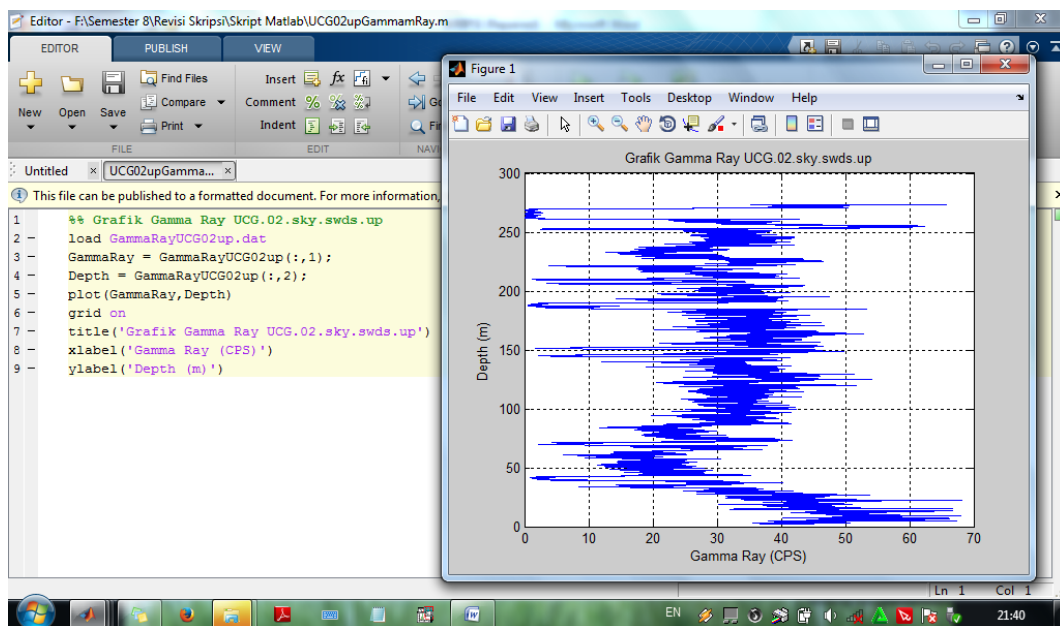 Editor - F:\Semester 8\Revisi Skripsi\Skript Matlab\UCG02upGammamRay.m
EDITOR PUBLISH VIEW
New Open Save
Find Files
Compare
Print
Insert fx
Comment
Indent
FILE EDIT
Untitled × UCG02upGamma... ×
This file can be published to a formatted document. For more information,
1 %% Grafik Gamma Ray UCG.02.sky.swds.up
2 - load GammaRayUCG02up.dat
3 - GammaRay = GammaRayUCG02up(:,1);
4 - Depth = GammaRayUCG02up(:,2);
5 - plot(GammaRay,Depth)
6 - grid on
7 - title('Grafik Gamma Ray UCG.02.sky.swds.up')
8 - xlabel('Gamma Ray (CPS)')
9 - ylabel('Depth (m)')
Figure 1
File Edit View Insert Tools Desktop Window Help
Grafik Gamma Ray UCG.02.sky.swds.up
300
250
200
150
100
50
0
Depth (m)
0 10 20 30 40 50 60 70
Gamma Ray (CPS)
Ln 1 Col 1
EN 21:40